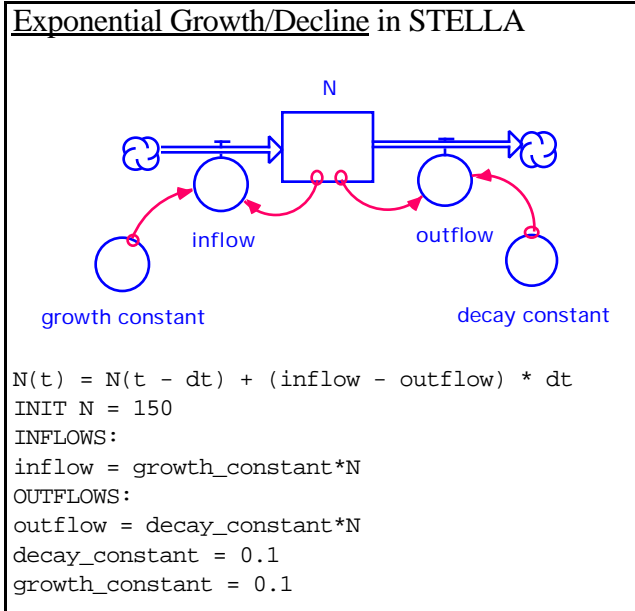 Exponential Growth/Decline in STELLA
N
inflow
outflow
growth constant
decay constant
N(t) = N(t - dt) + (inflow - outflow) * dt
INIT N = 150
INFLOWS:
inflow = growth_constant*N
OUTFLOWS:
outflow = decay_constant*N
decay_constant = 0.1
growth_constant = 0.1